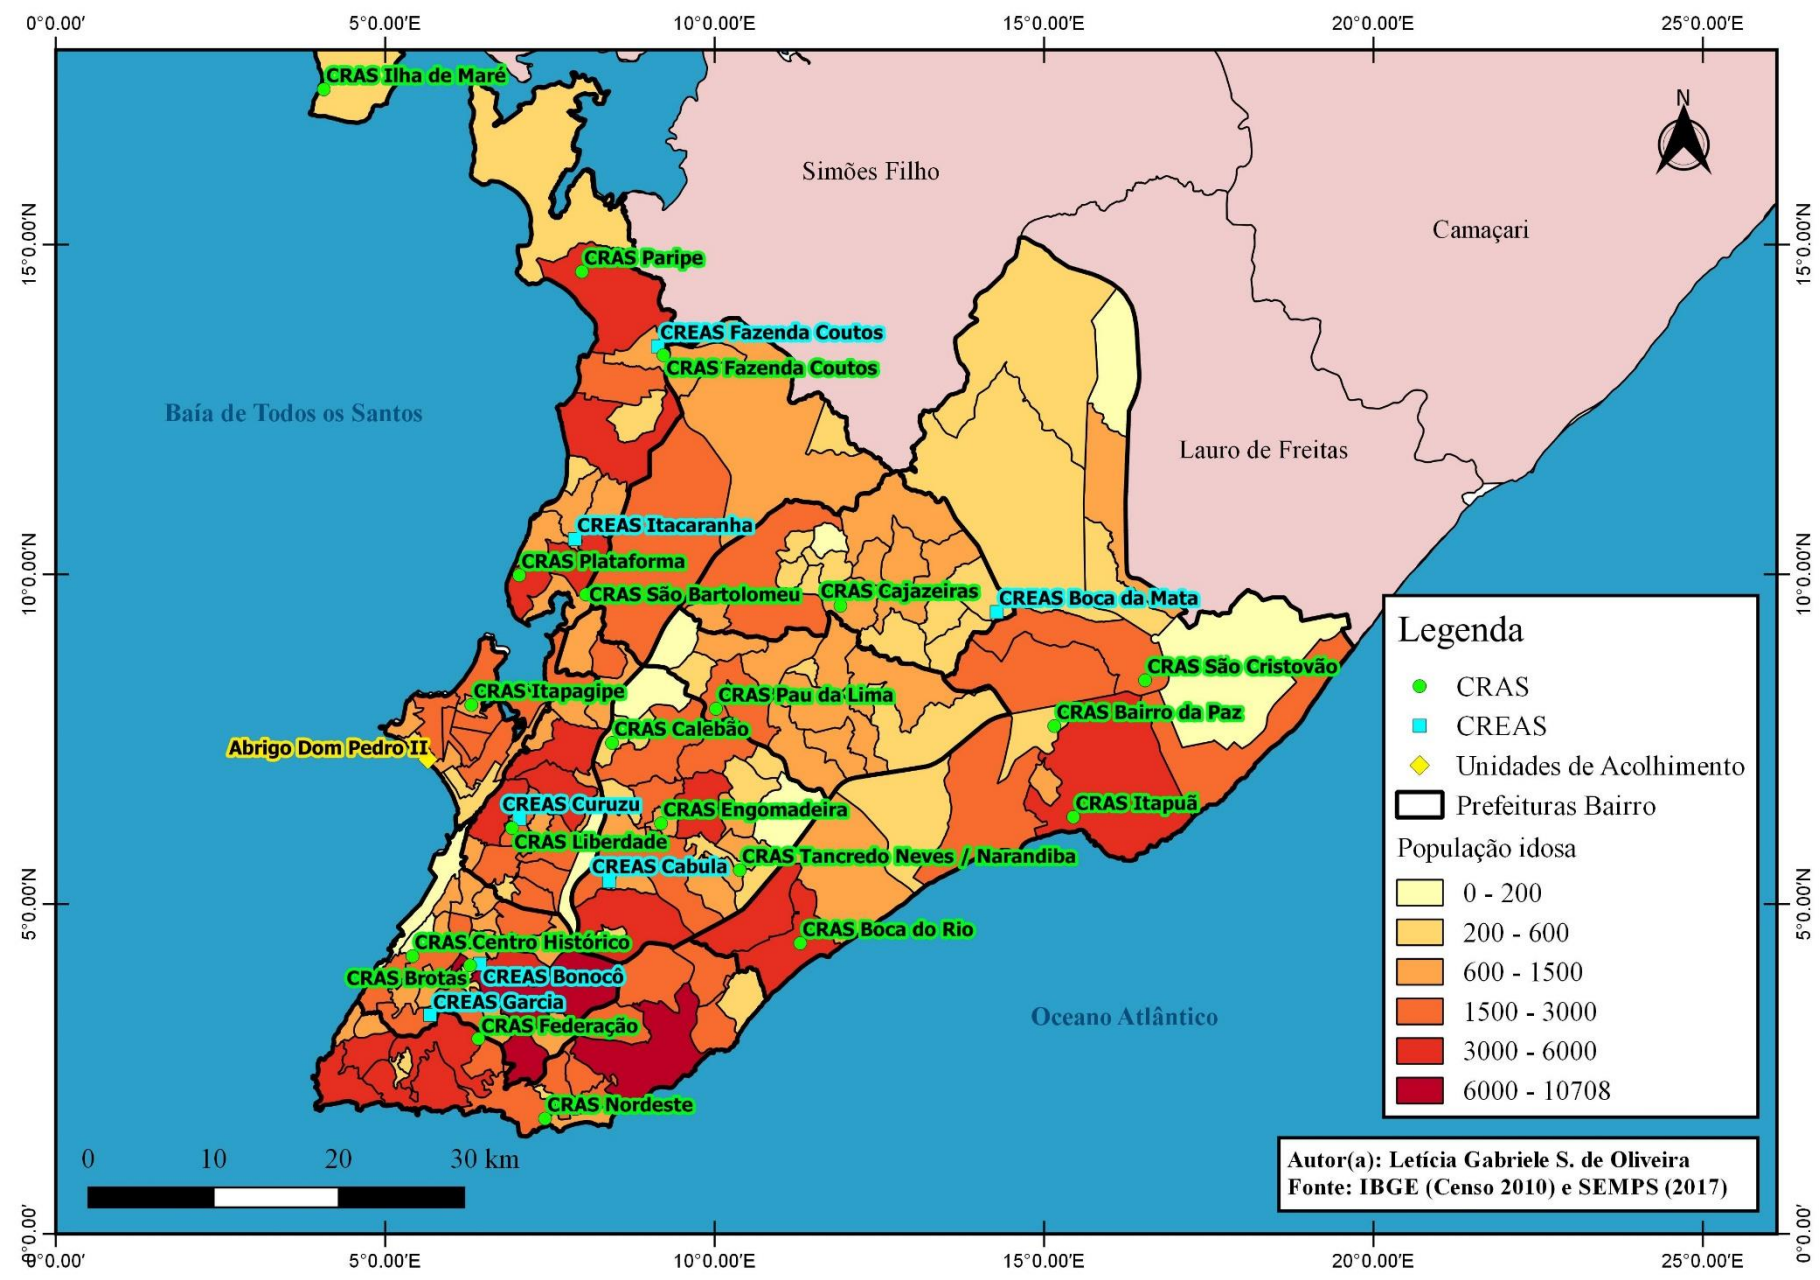 0°0.00′
5°0.00′E
10°0.00′E
15°0.00′E
20°0.00′E
25°0.00′E
CRAS Ilha de Maré
N
Simões Filho
Camaçari
15°0.00′N
15°0.00′N
CRAS Paripe
CREAS Fazenda Coutos
CRAS Fazenda Coutos
Baía de Todos os Santos
Lauro de Freitas
CREAS Itacaranha
CRAS Plataforma
10°0.00′N
10°0.00′N
CRAS São Bartolomeu
CRAS Cajazeiras
CREAS Boca da Mata
CRAS São Cristovão
CRAS Itapagipe
CRAS Pau da Lima
CRAS Bairro da Paz
CRAS Calebão
Abrigo Dom Pedro II
CREAS Curuzu
CRAS Engomadeira
CRAS Itapuã
CRAS Liberdade
CREAS Cabula
CRAS Tancredo Neves / Narandiba
5°0.00′N
5°0.00′N
CRAS Boca do Rio
CRAS Centro Histórico
CRAS Brotas
CREAS Bonocô
CREAS Garcia
CRAS Federação
Oceano Atlântico
CRAS Nordeste
Legenda
CRAS
CREAS
Unidades de Acolhimento
Prefeituras Bairro
População idosa
0 - 200
200 - 600
600 - 1500
1500 - 3000
3000 - 6000
6000 - 10708
0 10 20 30 km
Autor(a): Letícia Gabriele S. de Oliveira
Fonte: IBGE (Censo 2010) e SEMPS (2017)
0°0.00′
0°0.00′
0°0.00′
5°0.00′E
10°0.00′E
15°0.00′E
20°0.00′E
25°0.00′E